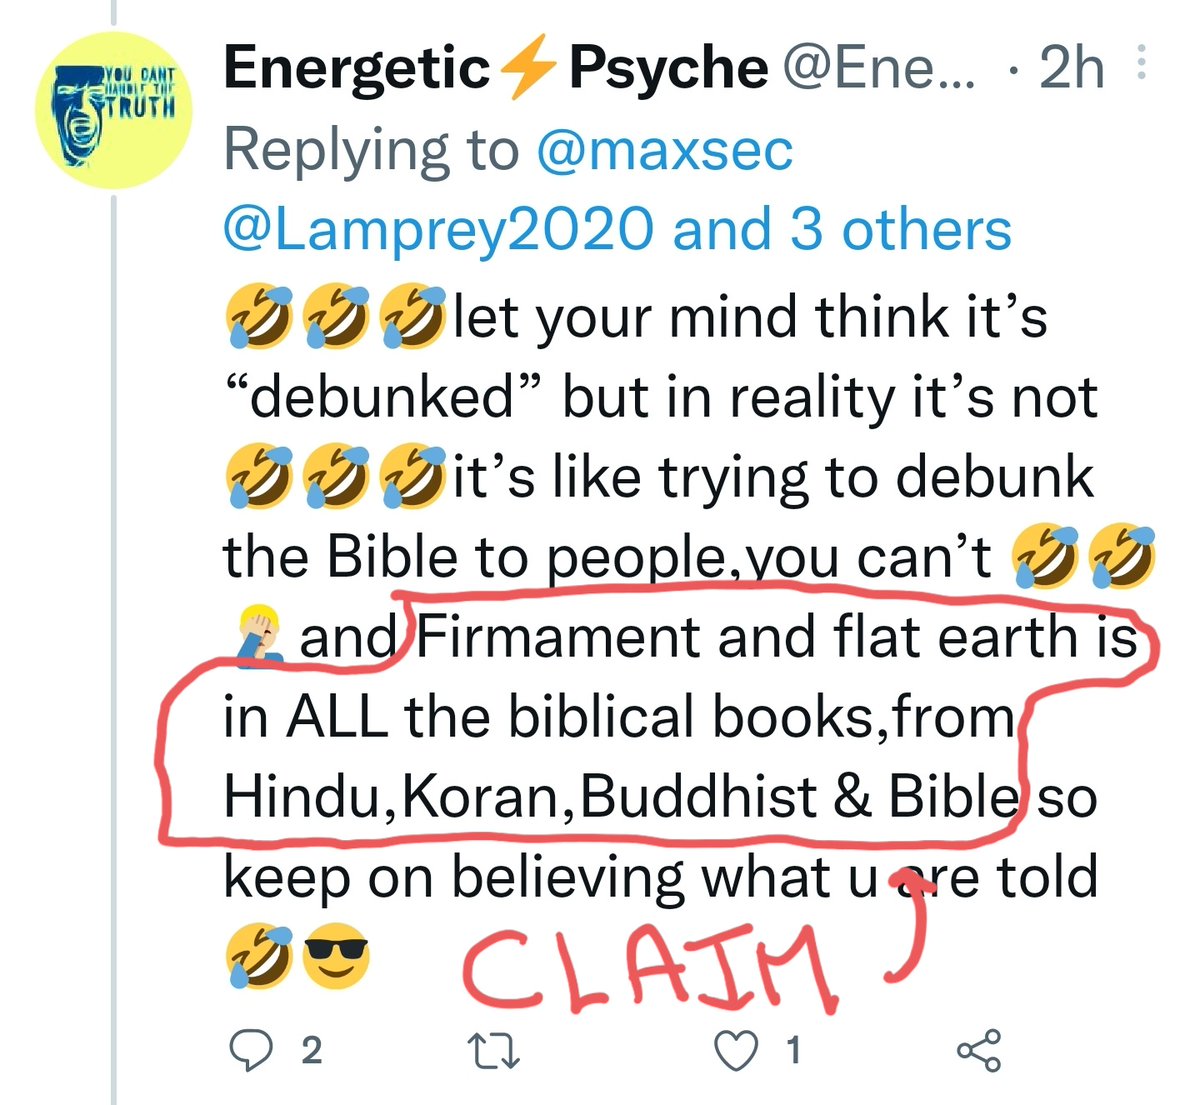 YOU CANT
HANDLE THE
TRUTH
Energetic⚡Psyche @Ene... · 2h
Replying to @maxsec
@Lamprey2020 and 3 others
🤣🤣🤣let your mind think it’s
“debunked” but in reality it’s not
🤣🤣🤣it’s like trying to debunk
the Bible to people,you can’t 🤣🤣
🤦🏼‍♂️ and Firmament and flat earth is
in ALL the biblical books,from
Hindu,Koran,Buddhist & Bible so
keep on believing what u are told
🤣😎
CLAIM
2
1